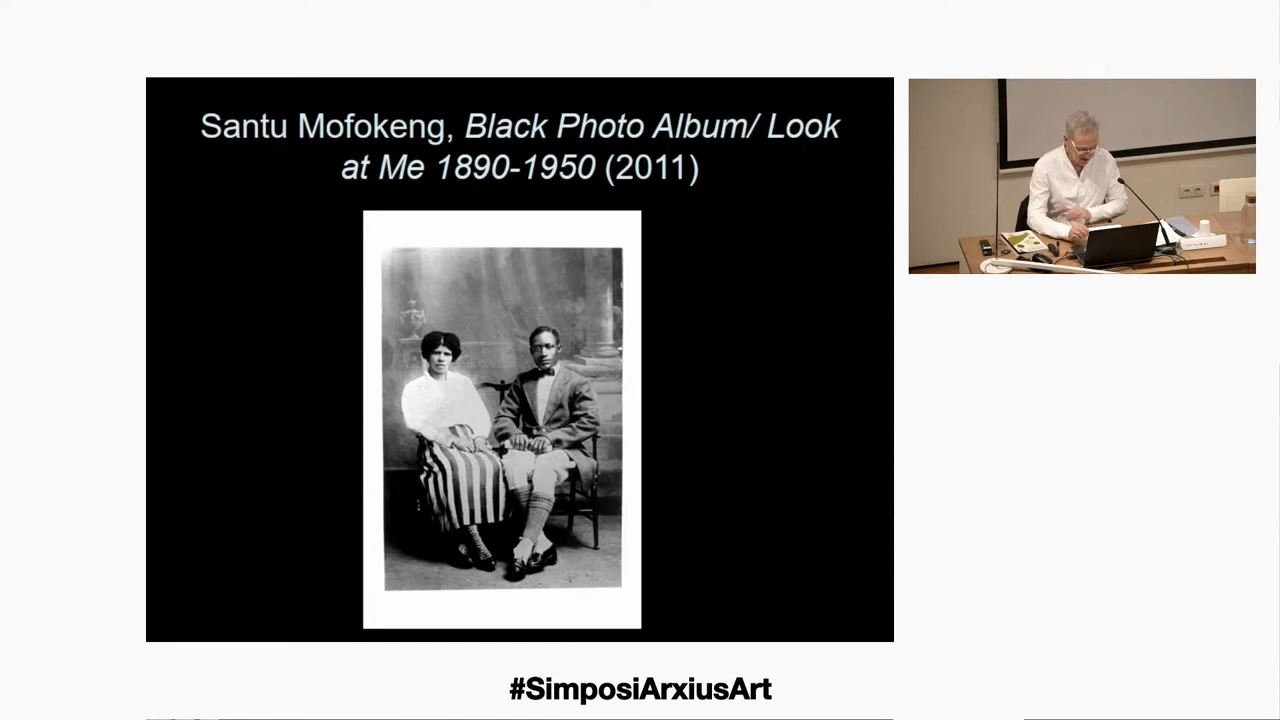 Santu Mofokeng, Black Photo Album/ Look
at Me 1890-1950 (2011)
#SimposiArxiusArt